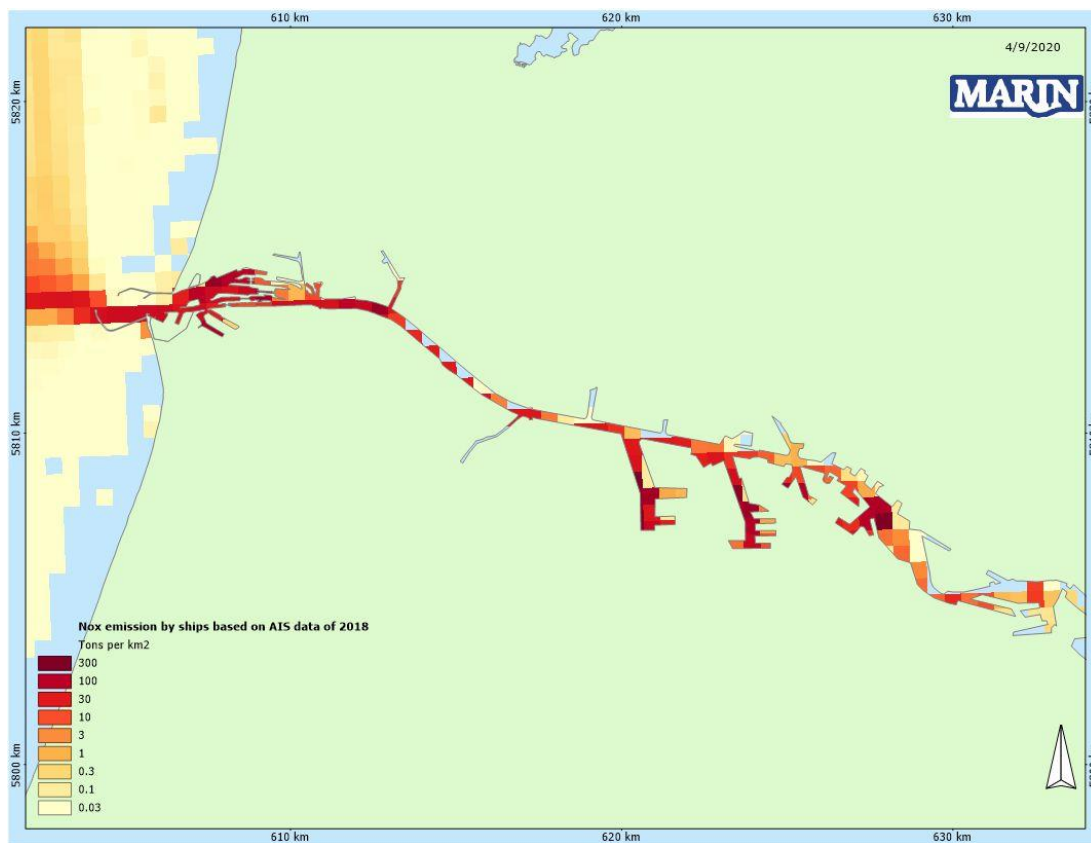 610 km
620 km
630 km
4/9/2020
MARIN
5820 km
5810 km
5800 km
Nox emission by ships based on AIS data of 2018
Tons per km2
300
100
30
10
3
1
0.3
0.1
0.03
610 km
620 km
630 km